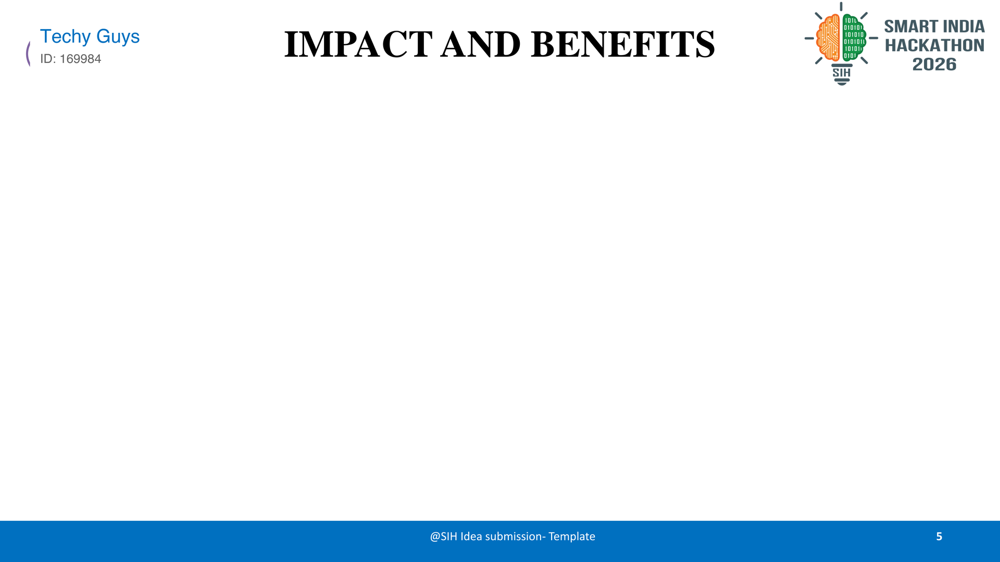 Techy Guys
ID: 169984
IMPACT AND BENEFITS
SMART INDIA
HACKATHON
2026
SIH
@SIH Idea submission- Template
5